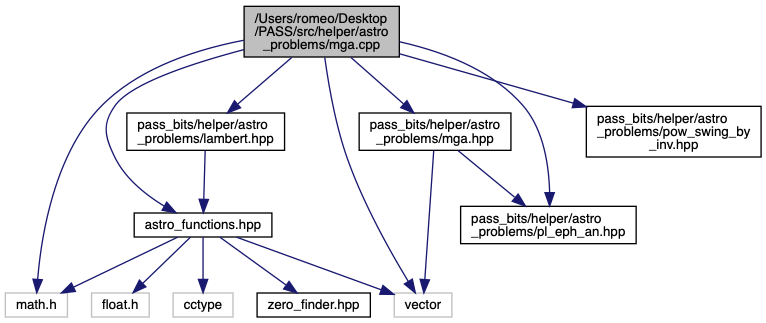 /Users/romeo/Desktop
/PASS/src/helper/astro
_problems/mga.cpp
pass_bits/helper/astro
_problems/lambert.hpp
pass_bits/helper/astro
_problems/mga.hpp
pass_bits/helper/astro
_problems/pow_swing_by
_inv.hpp
astro_functions.hpp
pass_bits/helper/astro
_problems/pl_eph_an.hpp
math.h
float.h
cctype
zero_finder.hpp
vector